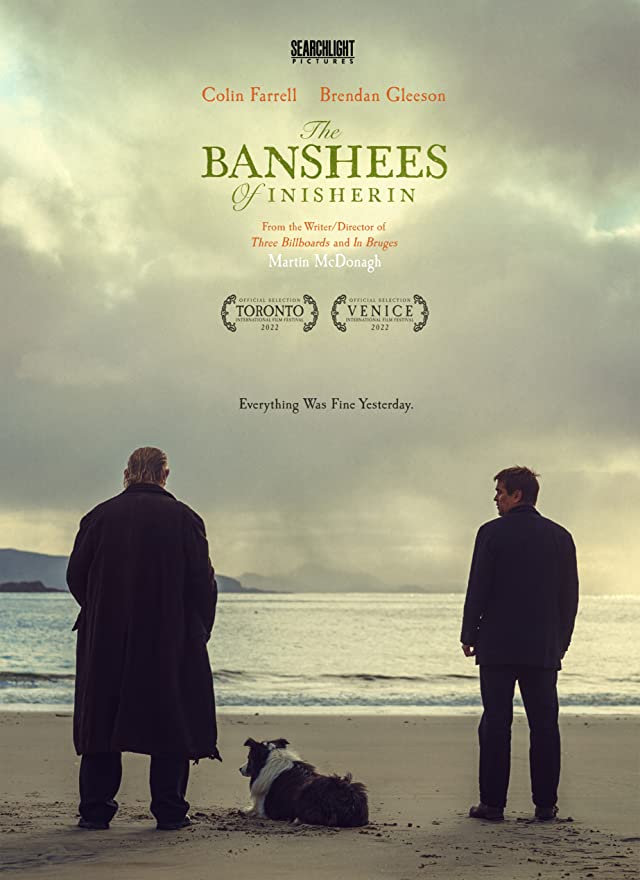 SEARCHLIGHT
PICTURES
Colin Farrell Brendan Gleeson
The
BANSHEES
Of INISHERIN
From the Writer/Director of
Three Billboards and In Bruges
Martin McDonagh
OFFICIAL SELECTION
TORONTO
INTERNATIONAL FILM FESTIVAL
2022
OFFICIAL SELECTION
VENICE
INTERNATIONAL FILM FESTIVAL
2022
Everything Was Fine Yesterday.